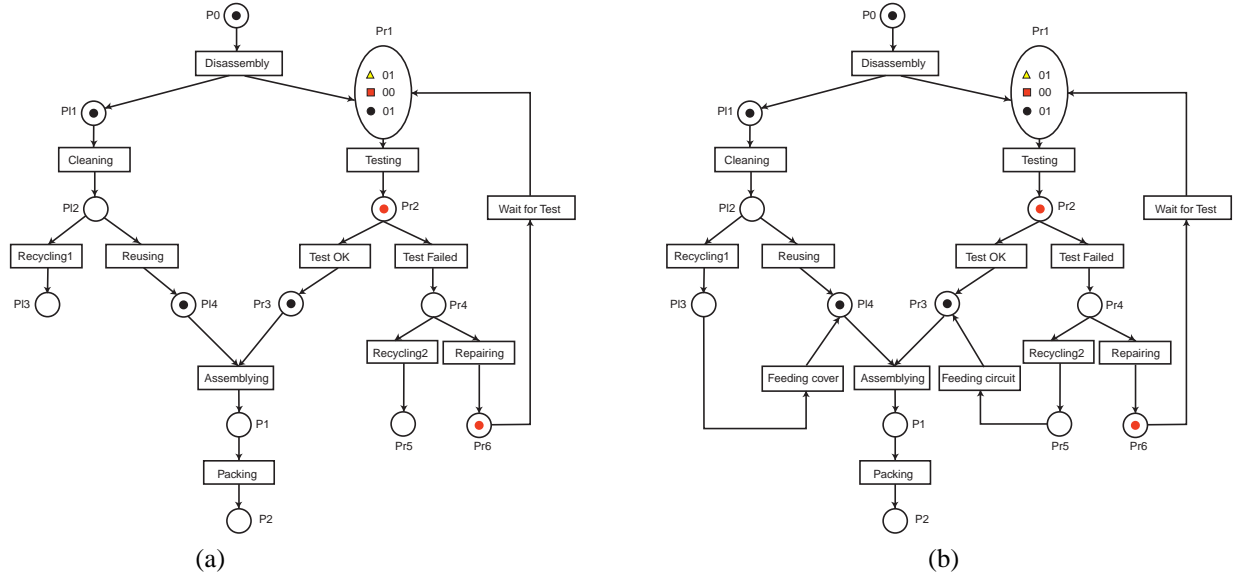 P0
Disassembly
Pr1
01
00
01
Pl1
Cleaning
Testing
Pl2
Pr2
Wait for Test
Recycling1
Reusing
Test OK
Test Failed
Pl3
Pl4
Pr3
Pr4
Recycling2
Repairing
Assemblying
P1
Pr5
Pr6
Packing
P2
(a)
P0
Disassembly
Pr1
01
00
01
Pl1
Cleaning
Testing
Pl2
Pr2
Wait for Test
Recycling1
Reusing
Test OK
Test Failed
Pl3
Pl4
Pr3
Pr4
Recycling2
Repairing
Feeding cover
Assemblying
Feeding circuit
P1
Pr5
Pr6
Packing
P2
(b)